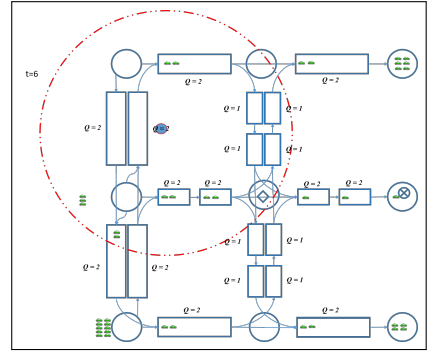 t=6
Q = 2
Q = 2
Q = 1
Q = 1
Q = 2
Q = 2
Q = 1
Q = 1
Q = 2
Q = 2
Q = 2
Q = 2
Q = 1
Q = 1
Q = 2
Q = 2
Q = 1
Q = 1
Q = 2
Q = 2